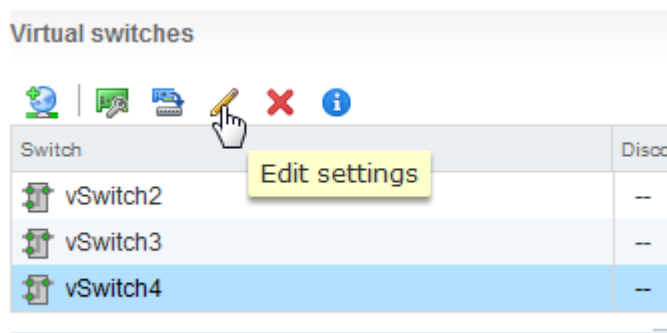 Virtual switches
Switch Disco
Edit settings
vSwitch2 --
vSwitch3 --
vSwitch4 --